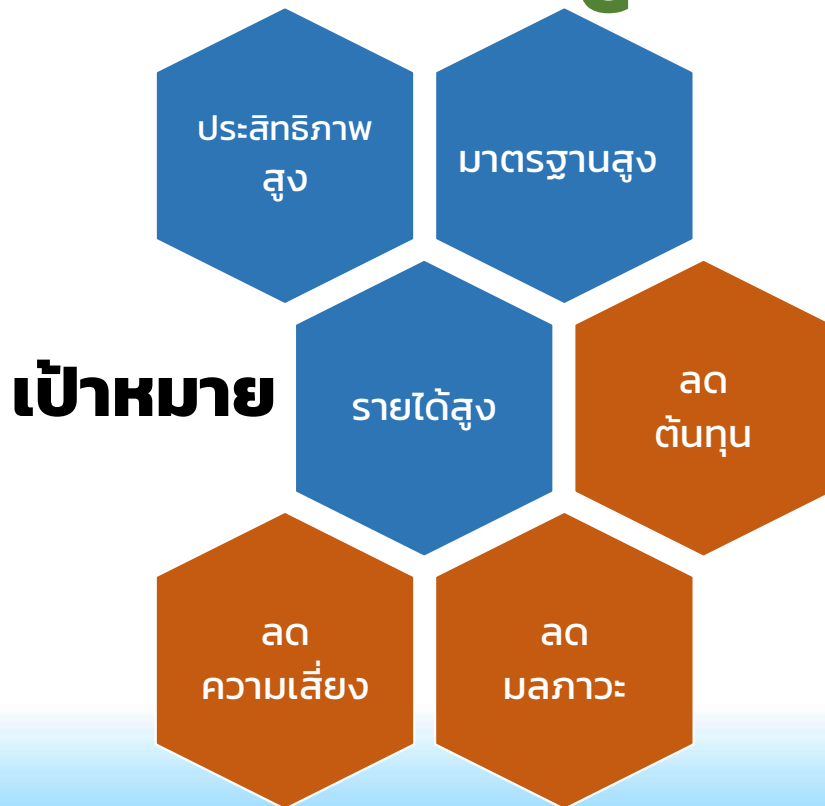 ประสิทธิภาพ
สูง
มาตรฐานสูง
เป้าหมาย
รายได้สูง
ลด
ต้นทุน
ลด
ความเสี่ยง
ลด
มลภาวะ